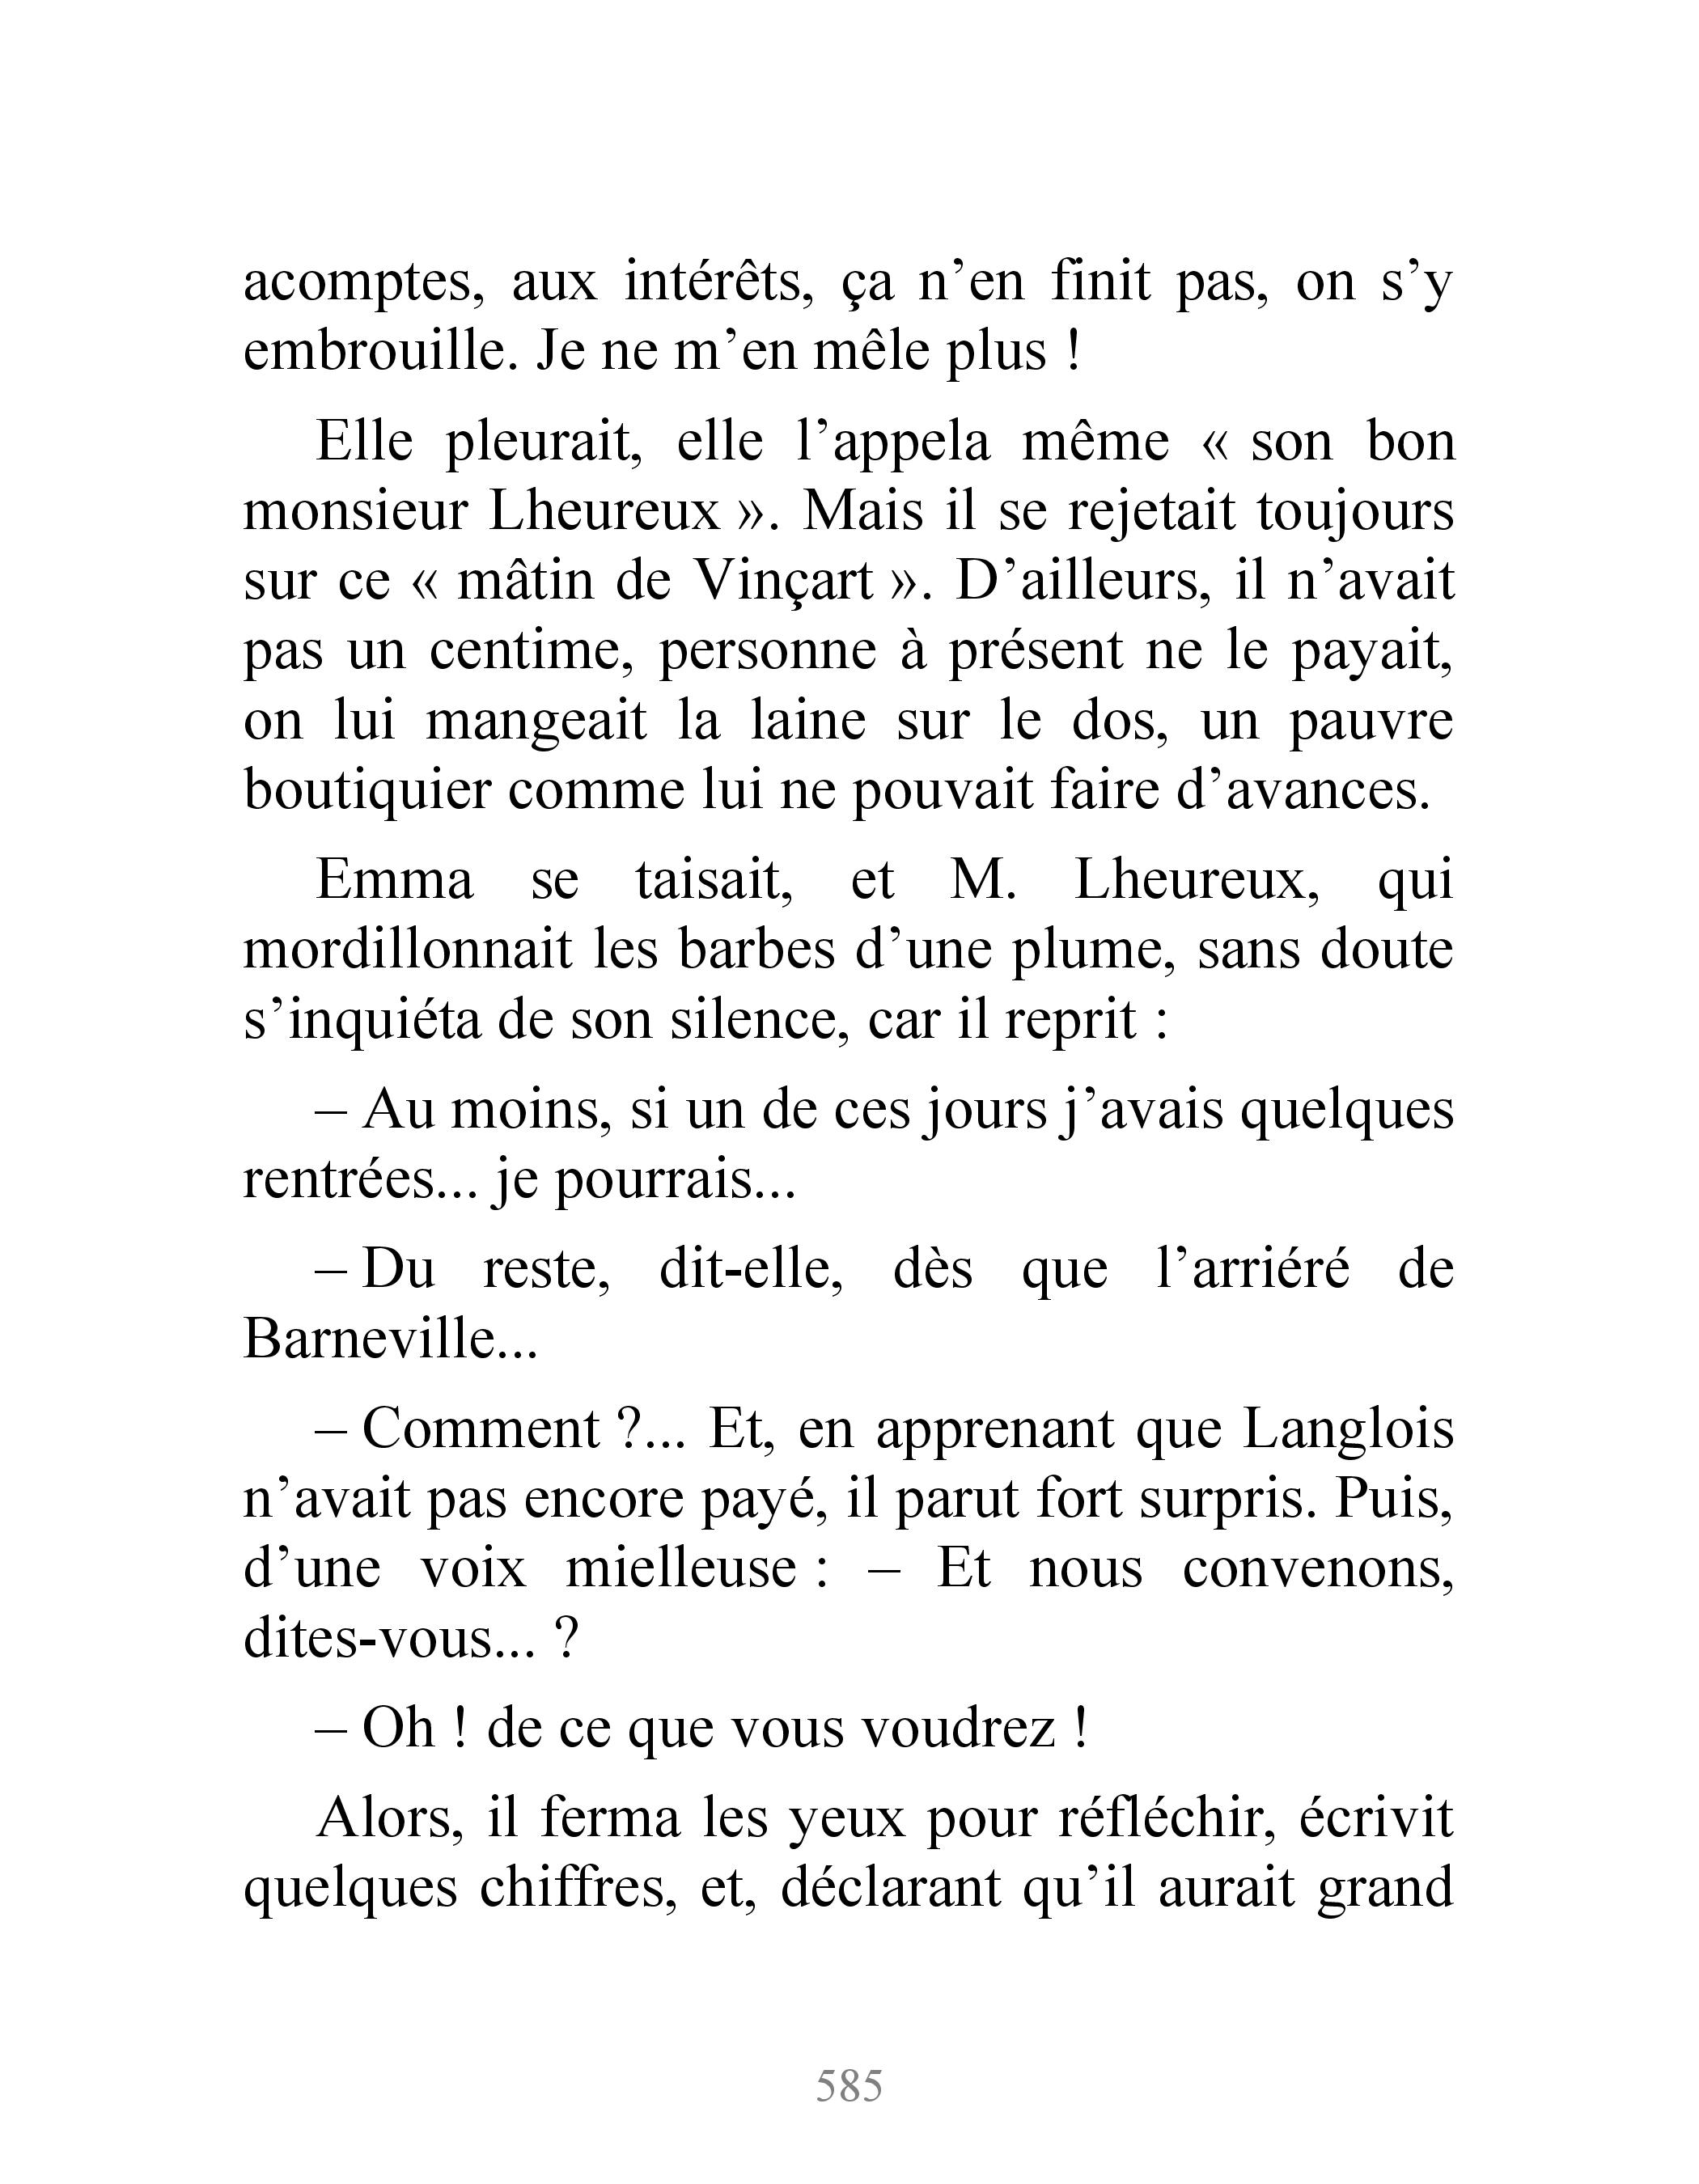 acomptes, aux intérêts, ça n’en finit pas, on s’y
embrouille. Je ne m’en mêle plus !
Elle pleurait, elle l’appela même « son bon
monsieur Lheureux ». Mais il se rejetait toujours
sur ce « mâtin de Vinçart ». D’ailleurs, il n’avait
pas un centime, personne à présent ne le payait,
on lui mangeait la laine sur le dos, un pauvre
boutiquier comme lui ne pouvait faire d’avances.
Emma se taisait, et M. Lheureux, qui
mordillonnait les barbes d’une plume, sans doute
s’inquiéta de son silence, car il reprit :
– Au moins, si un de ces jours j’avais quelques
rentrées... je pourrais...
– Du reste, dit-elle, dès que l’arriéré de
Barneville...
– Comment ?... Et, en apprenant que Langlois
n’avait pas encore payé, il parut fort surpris. Puis,
d’une voix mielleuse : – Et nous convenons,
dites-vous... ?
– Oh ! de ce que vous voudrez !
Alors, il ferma les yeux pour réfléchir, écrivit
quelques chiffres, et, déclarant qu’il aurait grand
585